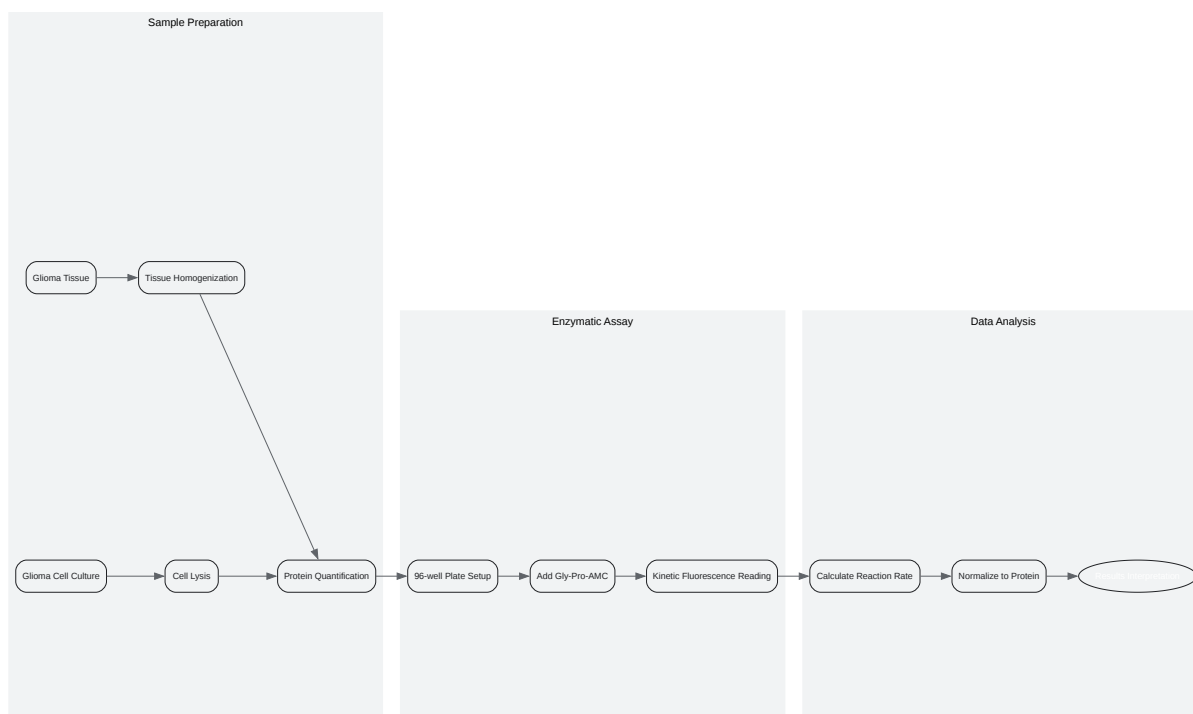 Sample Preparation
Glioma Tissue
Tissue Homogenization
Glioma Cell Culture
Cell Lysis
Protein Quantification
Enzymatic Assay
96-well Plate Setup
Add Gly-Pro-AMC
Kinetic Fluorescence Reading
Data Analysis
Calculate Reaction Rate
Normalize to Protein